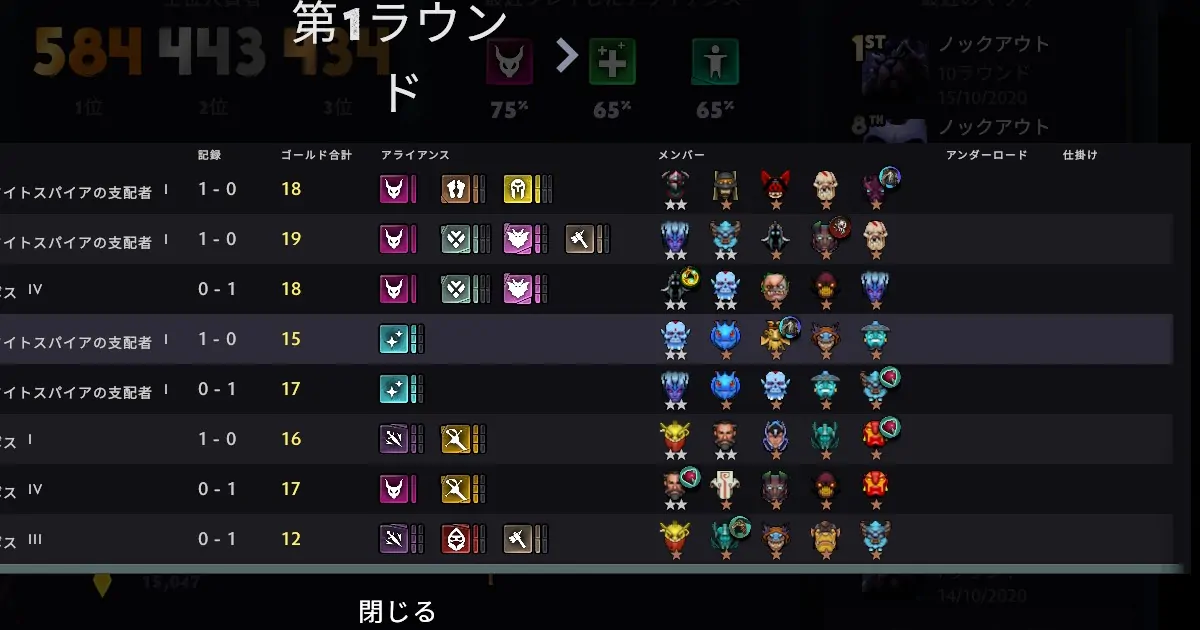 第1ラウン
ド
584 443 434
1位 2位 3位
75% 65% 65%
1ST ノックアウト
10ラウンド
15/10/2020
8TH ノックアウト
記録 ゴールド合計 アライアンス メンバー アンダーロード 仕掛け
イトスパイアの支配者 I 1 - 0 18
イトスパイアの支配者 I 1 - 0 19
ス IV 0 - 1 18
イトスパイアの支配者 I 1 - 0 15
イトスパイアの支配者 I 0 - 1 17
ス I 1 - 0 16
ス IV 0 - 1 17
ス III 0 - 1 12
15,047
14/10/2020
閉じる